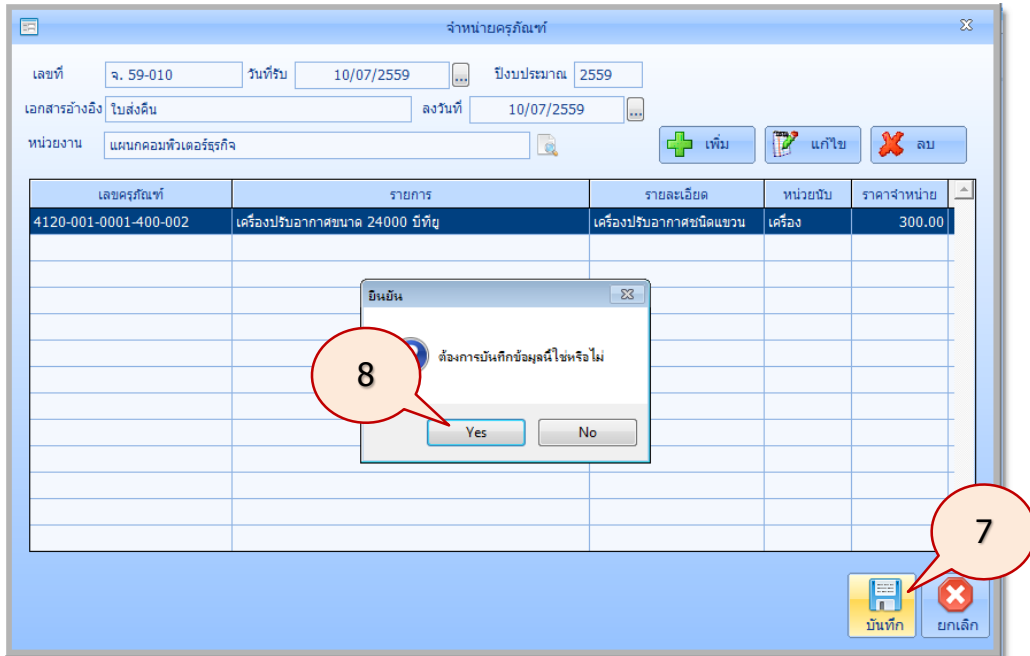 จำหน่ายครุภัณฑ์
เลขที่ จ. 59-010 วันที่รับ 10/07/2559 ... ปีงบประมาณ 2559
เอกสารอ้างอิง ใบส่งคืน ลงวันที่ 10/07/2559 ...
หน่วยงาน แผนกคอมพิวเตอร์ธุรกิจ เพิ่ม แก้ไข ลบ
เลขครุภัณฑ์ รายการ รายละเอียด หน่วยนับ ราคาจำหน่าย
4120-001-0001-400-002 เครื่องปรับอากาศขนาด 24000 บีทียู เครื่องปรับอากาศชนิดแขวน เครื่อง 300.00
ยืนยัน
ต้องการบันทึกข้อมูลนี้ใช่หรือไม่
8
Yes No
7
บันทึก ยกเลิก